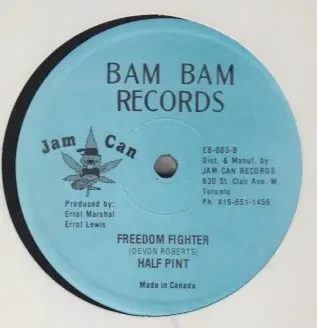 BAM BAM
RECORDS
Jam Can
EB-003-B
Dist. & Manuf. by
JAM CAN RECORDS
630 St. Clair Ave. W
Toronto
Ph. 416-651-1456
Produced by:
Errol Marshal
Errol Lewis
FREEDOM FIGHTER
(DEVON ROBERTS)
HALF PINT
Made in Canada